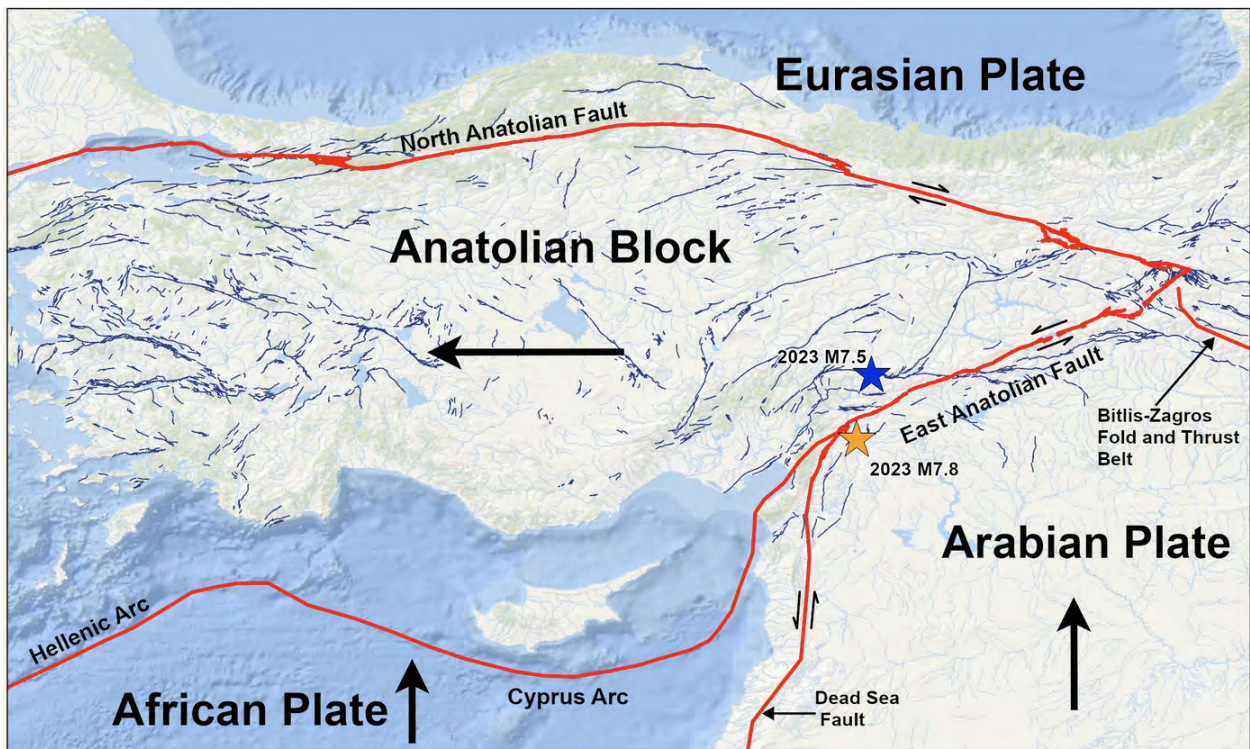 Eurasian Plate
North Anatolian Fault
Anatolian Block
2023 M7.5
East Anatolian Fault
Bitlis-Zagros
Fold and Thrust
Belt
2023 M7.8
Arabian Plate
Hellenic Arc
African Plate
Cyprus Arc
Dead Sea
Fault